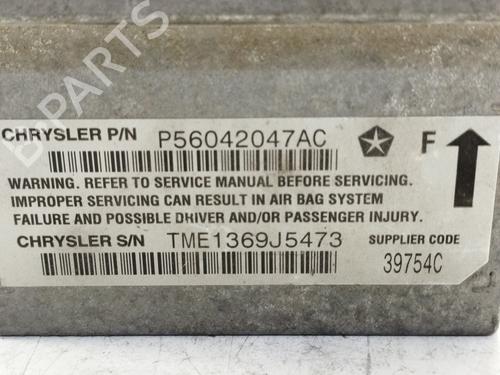 CHRYSLER P/N P56042047AC
F
WARNING. REFER TO SERVICE MANUAL BEFORE SERVICING.
IMPROPER SERVICING CAN RESULT IN AIR BAG SYSTEM
FAILURE AND POSSIBLE DRIVER AND/OR PASSENGER INJURY.
CHRYSLER S/N TME1369J5473 SUPPLIER CODE
39754C
B-PARTS